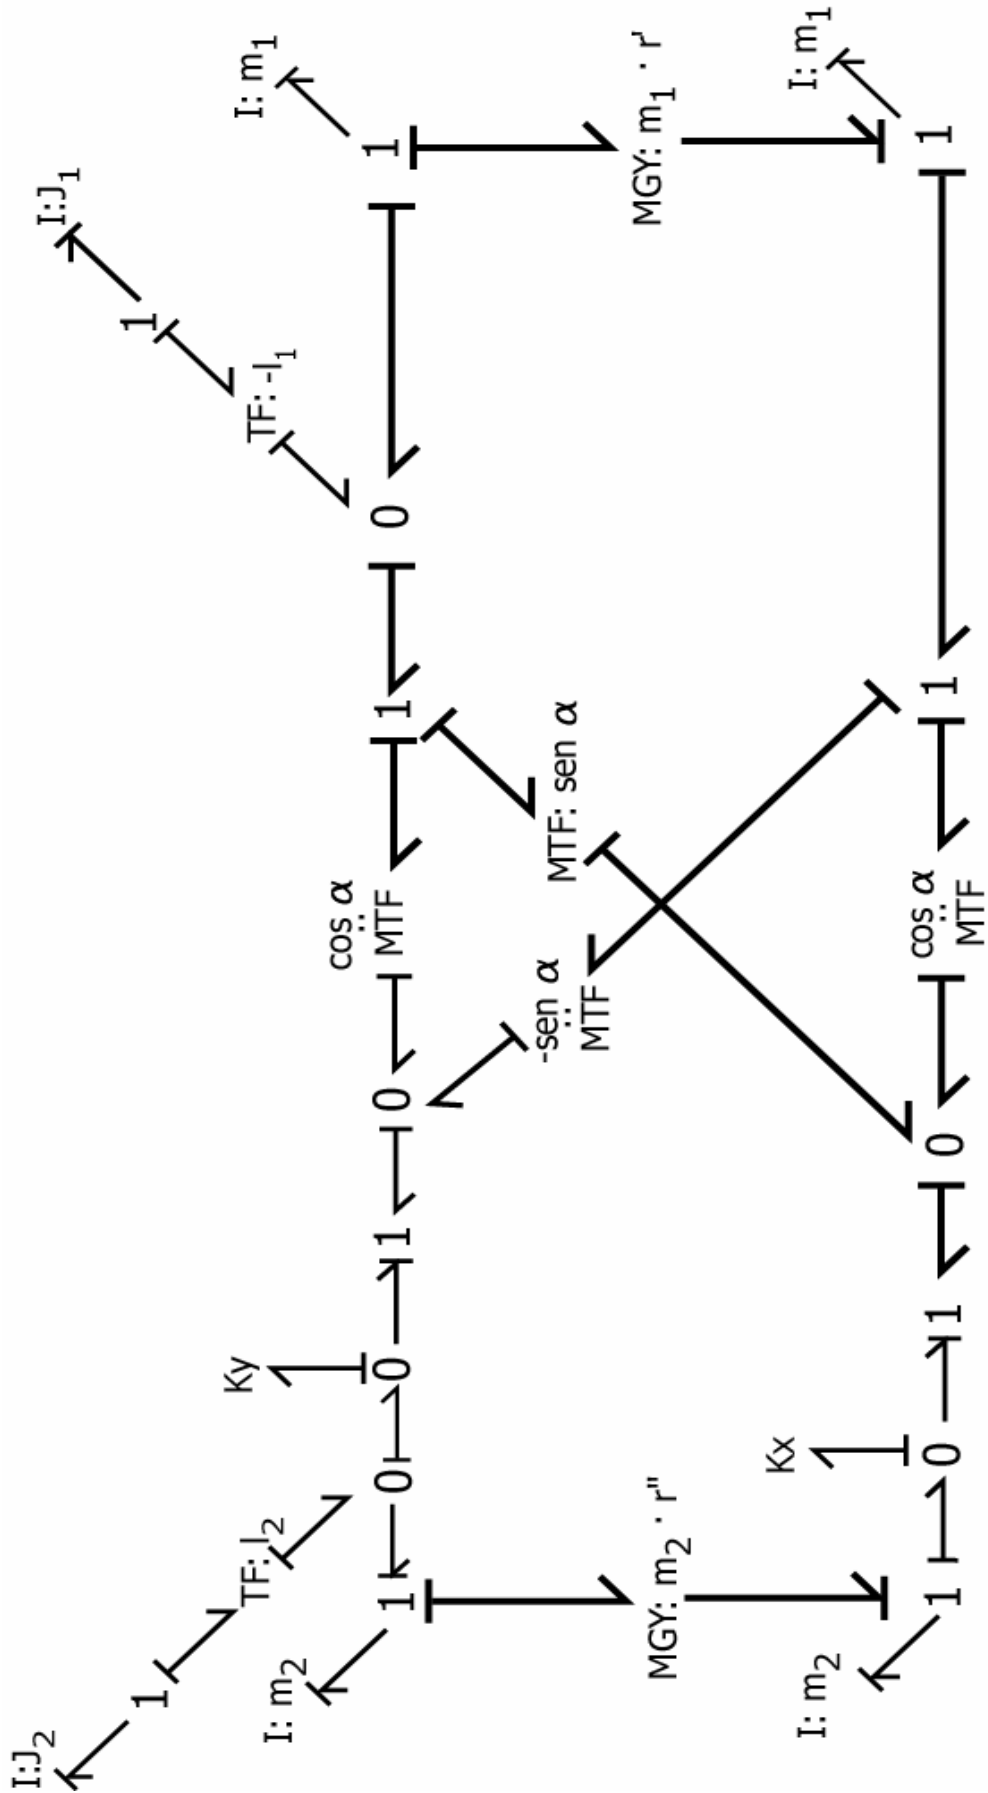 I:J₂
I:J₁
1
1
Ky
I: m₁
TF: l₂
TF: -l₁
I: m₂
cos α
:
1
0
0
1
0
MTF
1
0
1
-sen α
:
MTF
MTF: sen α
MGY: m₂ · r"
MGY: m₁ · r'
Kx
I: m₂
I: m₁
cos α
:
1
0
1
0
MTF
1
1